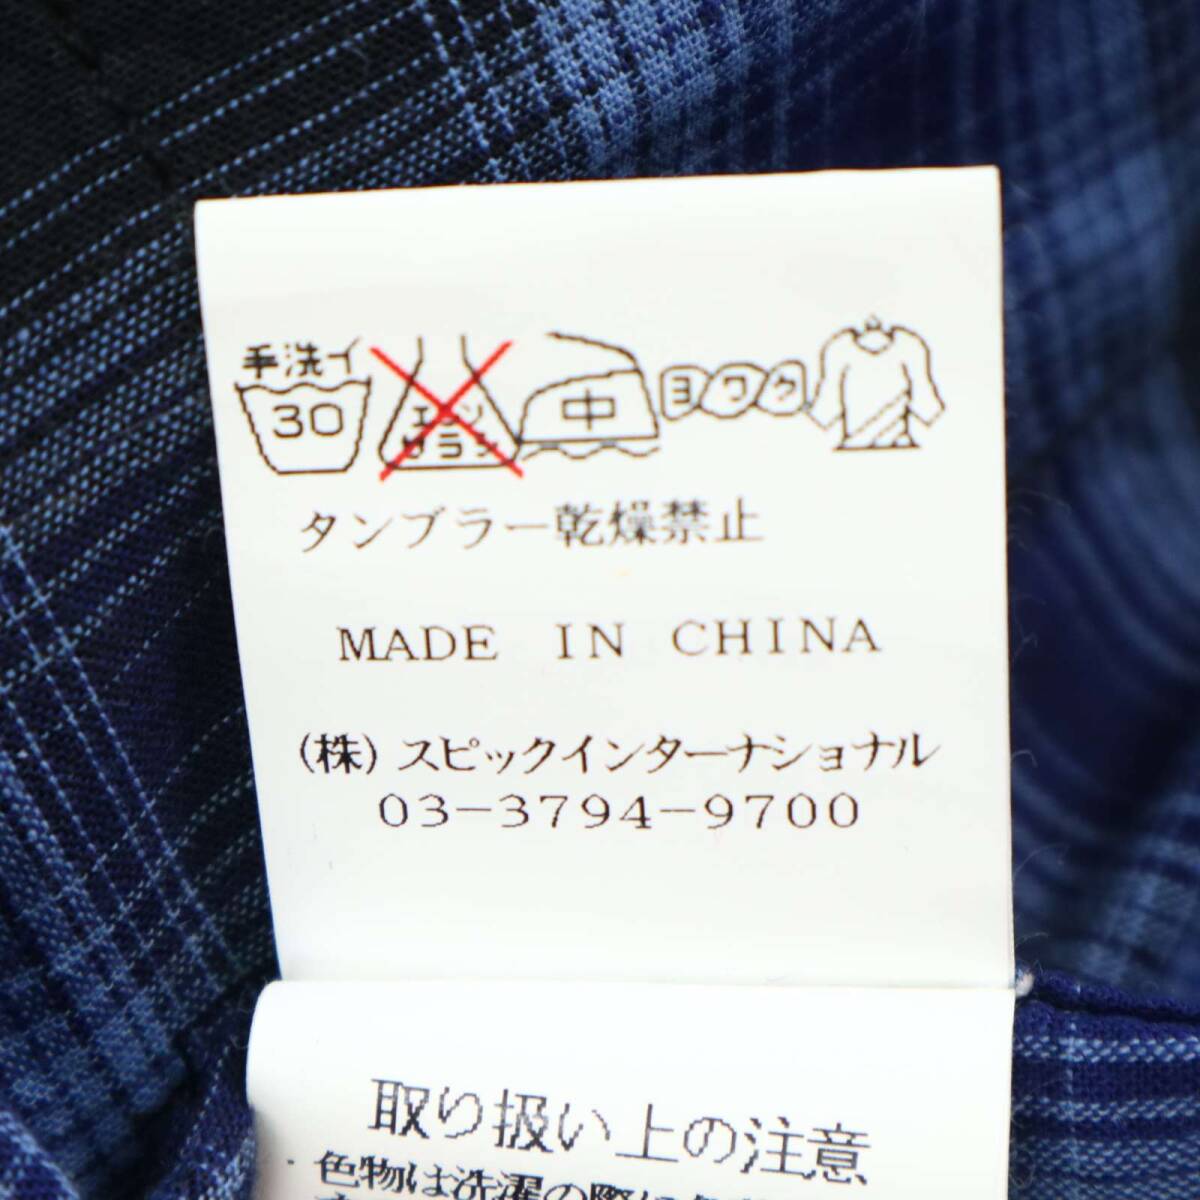 手洗イ
30
エンソ
サラシ
中
ヨワク
タンブラー乾燥禁止
MADE IN CHINA
(株)スピックインターナショナル
03-3794-9700
取り扱い上の注意
色物は洗濯の際に